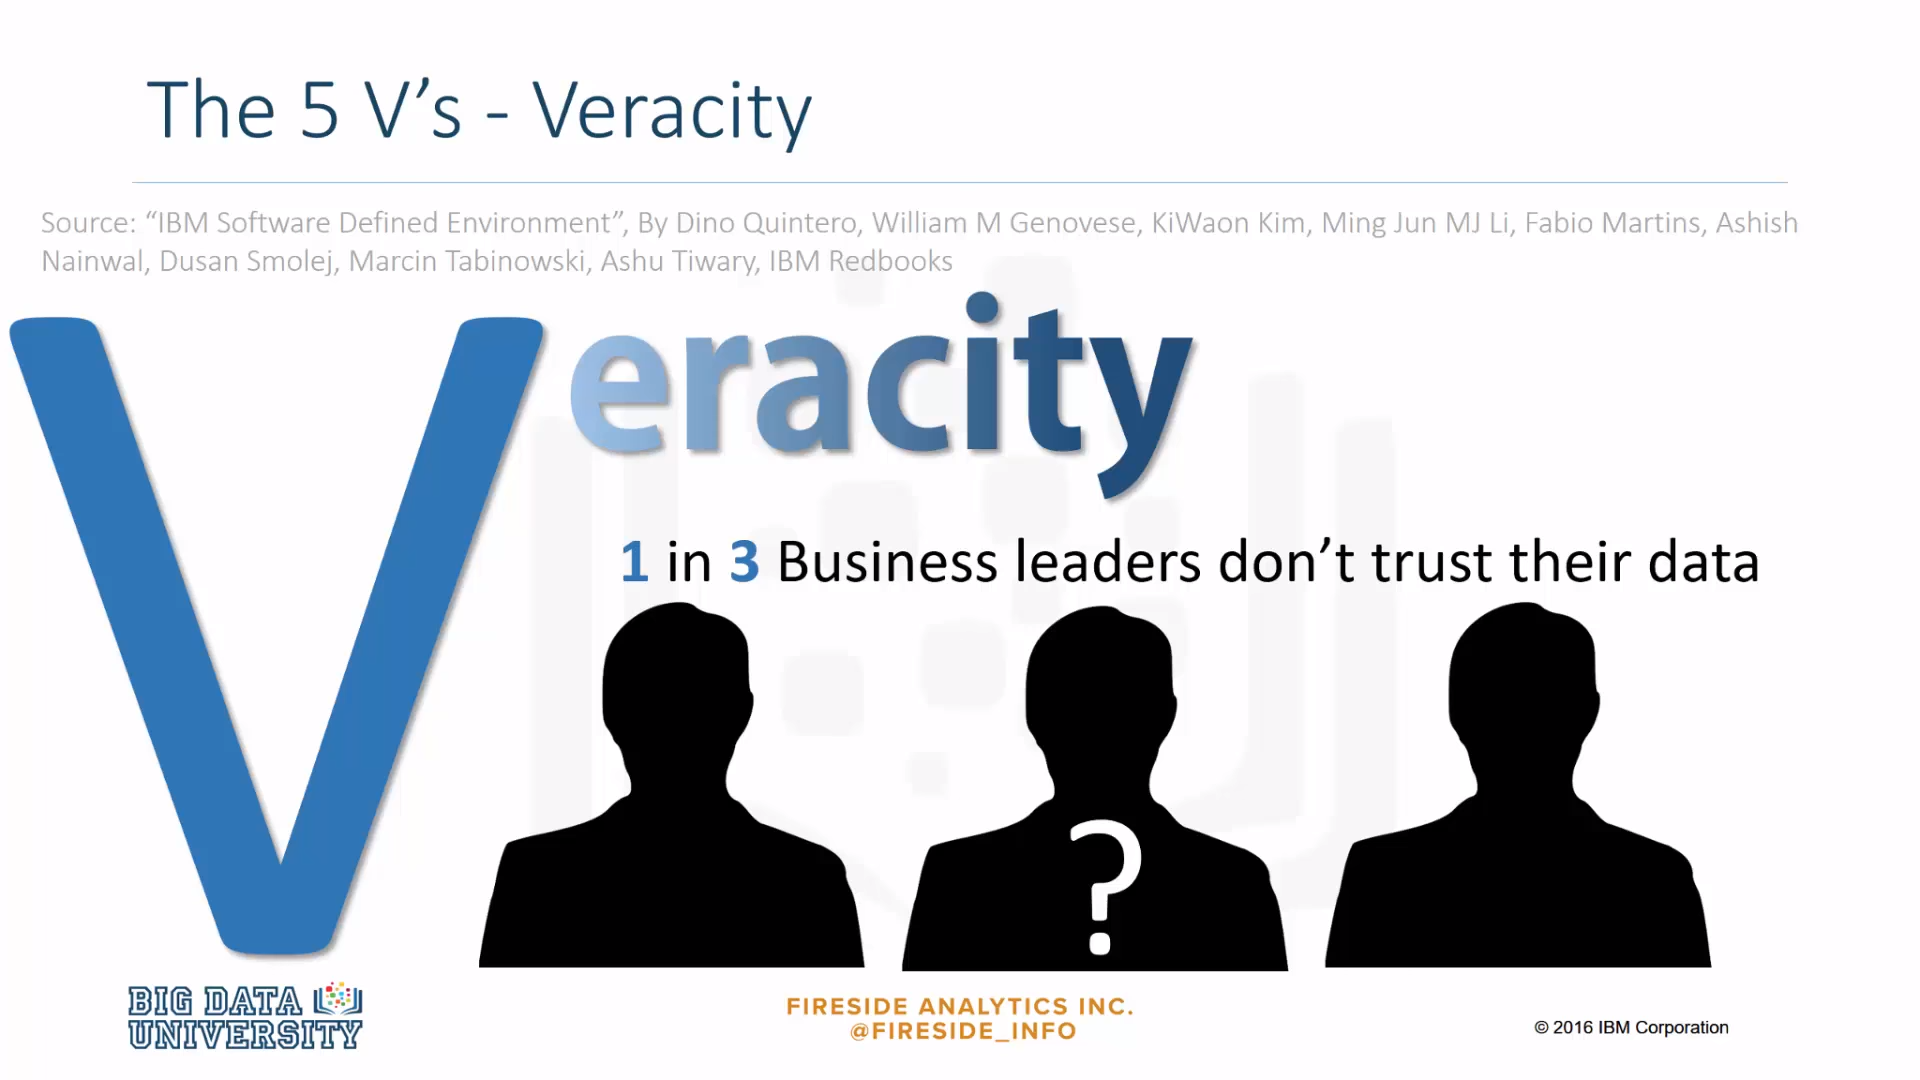 The 5 V’s - Veracity
Source: “IBM Software Defined Environment”, By Dino Quintero, William M Genovese, KiWaon Kim, Ming Jun MJ Li, Fabio Martins, Ashish
Nainwal, Dusan Smolej, Marcin Tabinowski, Ashu Tiwary, IBM Redbooks
Veracity
1 in 3 Business leaders don’t trust their data
?
BIG DATA
UNIVERSITY
FIRESIDE ANALYTICS INC.
@FIRESIDE_INFO
© 2016 IBM Corporation